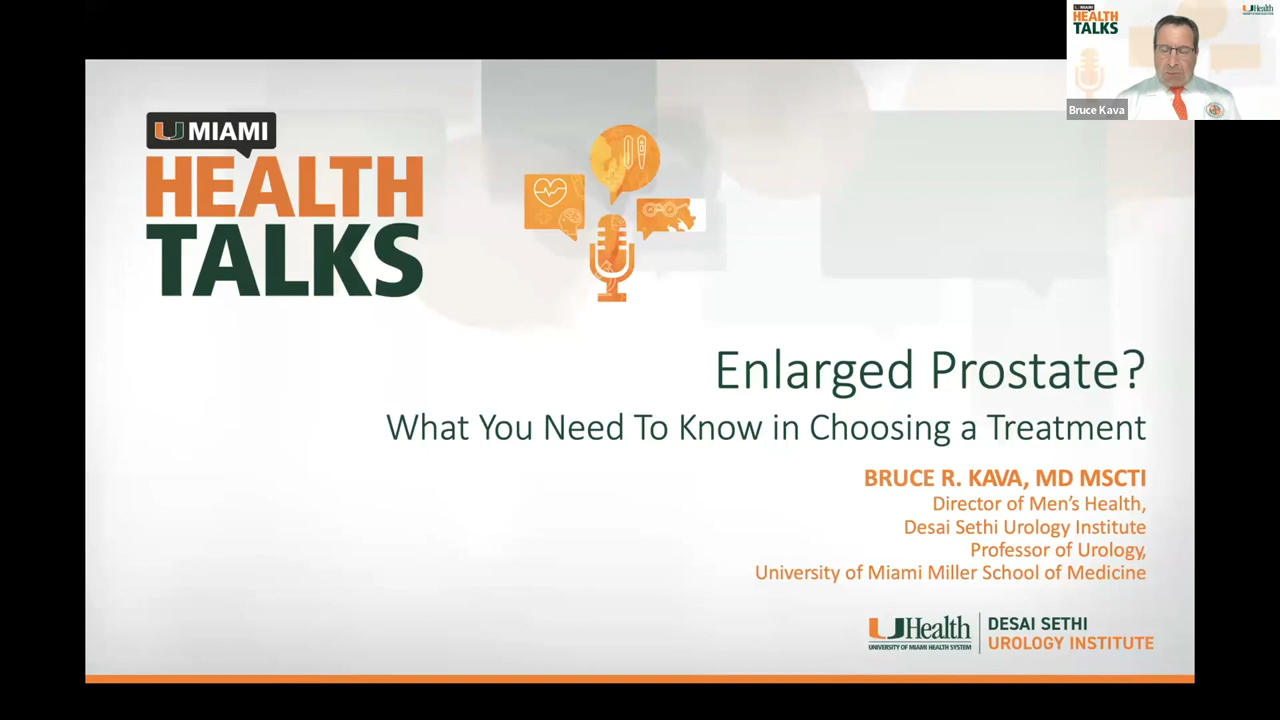 U MIAMI
HEALTH
TALKS
Enlarged Prostate?
What You Need To Know in Choosing a Treatment
BRUCE R. KAVA, MD MSCTI
Director of Men's Health,
Desai Sethi Urology Institute
Professor of Urology,
University of Miami Miller School of Medicine
UHealth
UNIVERSITY OF MIAMI HEALTH SYSTEM
DESAI SETHI
UROLOGY INSTITUTE
U MIAMI
HEALTH
TALKS
UHealth
Bruce Kava